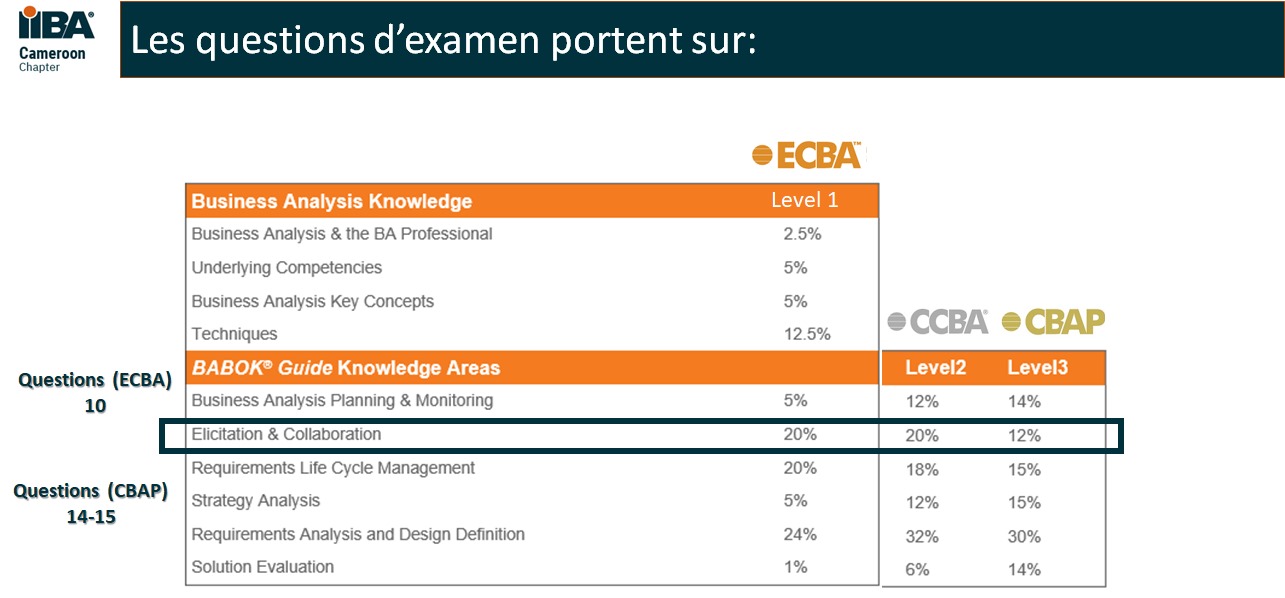 iiBA®
Cameroon
Chapter
Les questions d’examen portent sur:
ECBA™
Business Analysis Knowledge Level 1
Business Analysis & the BA Professional 2.5%
Underlying Competencies 5%
Business Analysis Key Concepts 5%
Techniques 12.5%
CCBA® CBAP
BABOK® Guide Knowledge Areas Level2 Level3
Questions (ECBA)
10
Business Analysis Planning & Monitoring 5% 12% 14%
Elicitation & Collaboration 20% 20% 12%
Requirements Life Cycle Management 20% 18% 15%
Questions (CBAP)
14-15
Strategy Analysis 5% 12% 15%
Requirements Analysis and Design Definition 24% 32% 30%
Solution Evaluation 1% 6% 14%